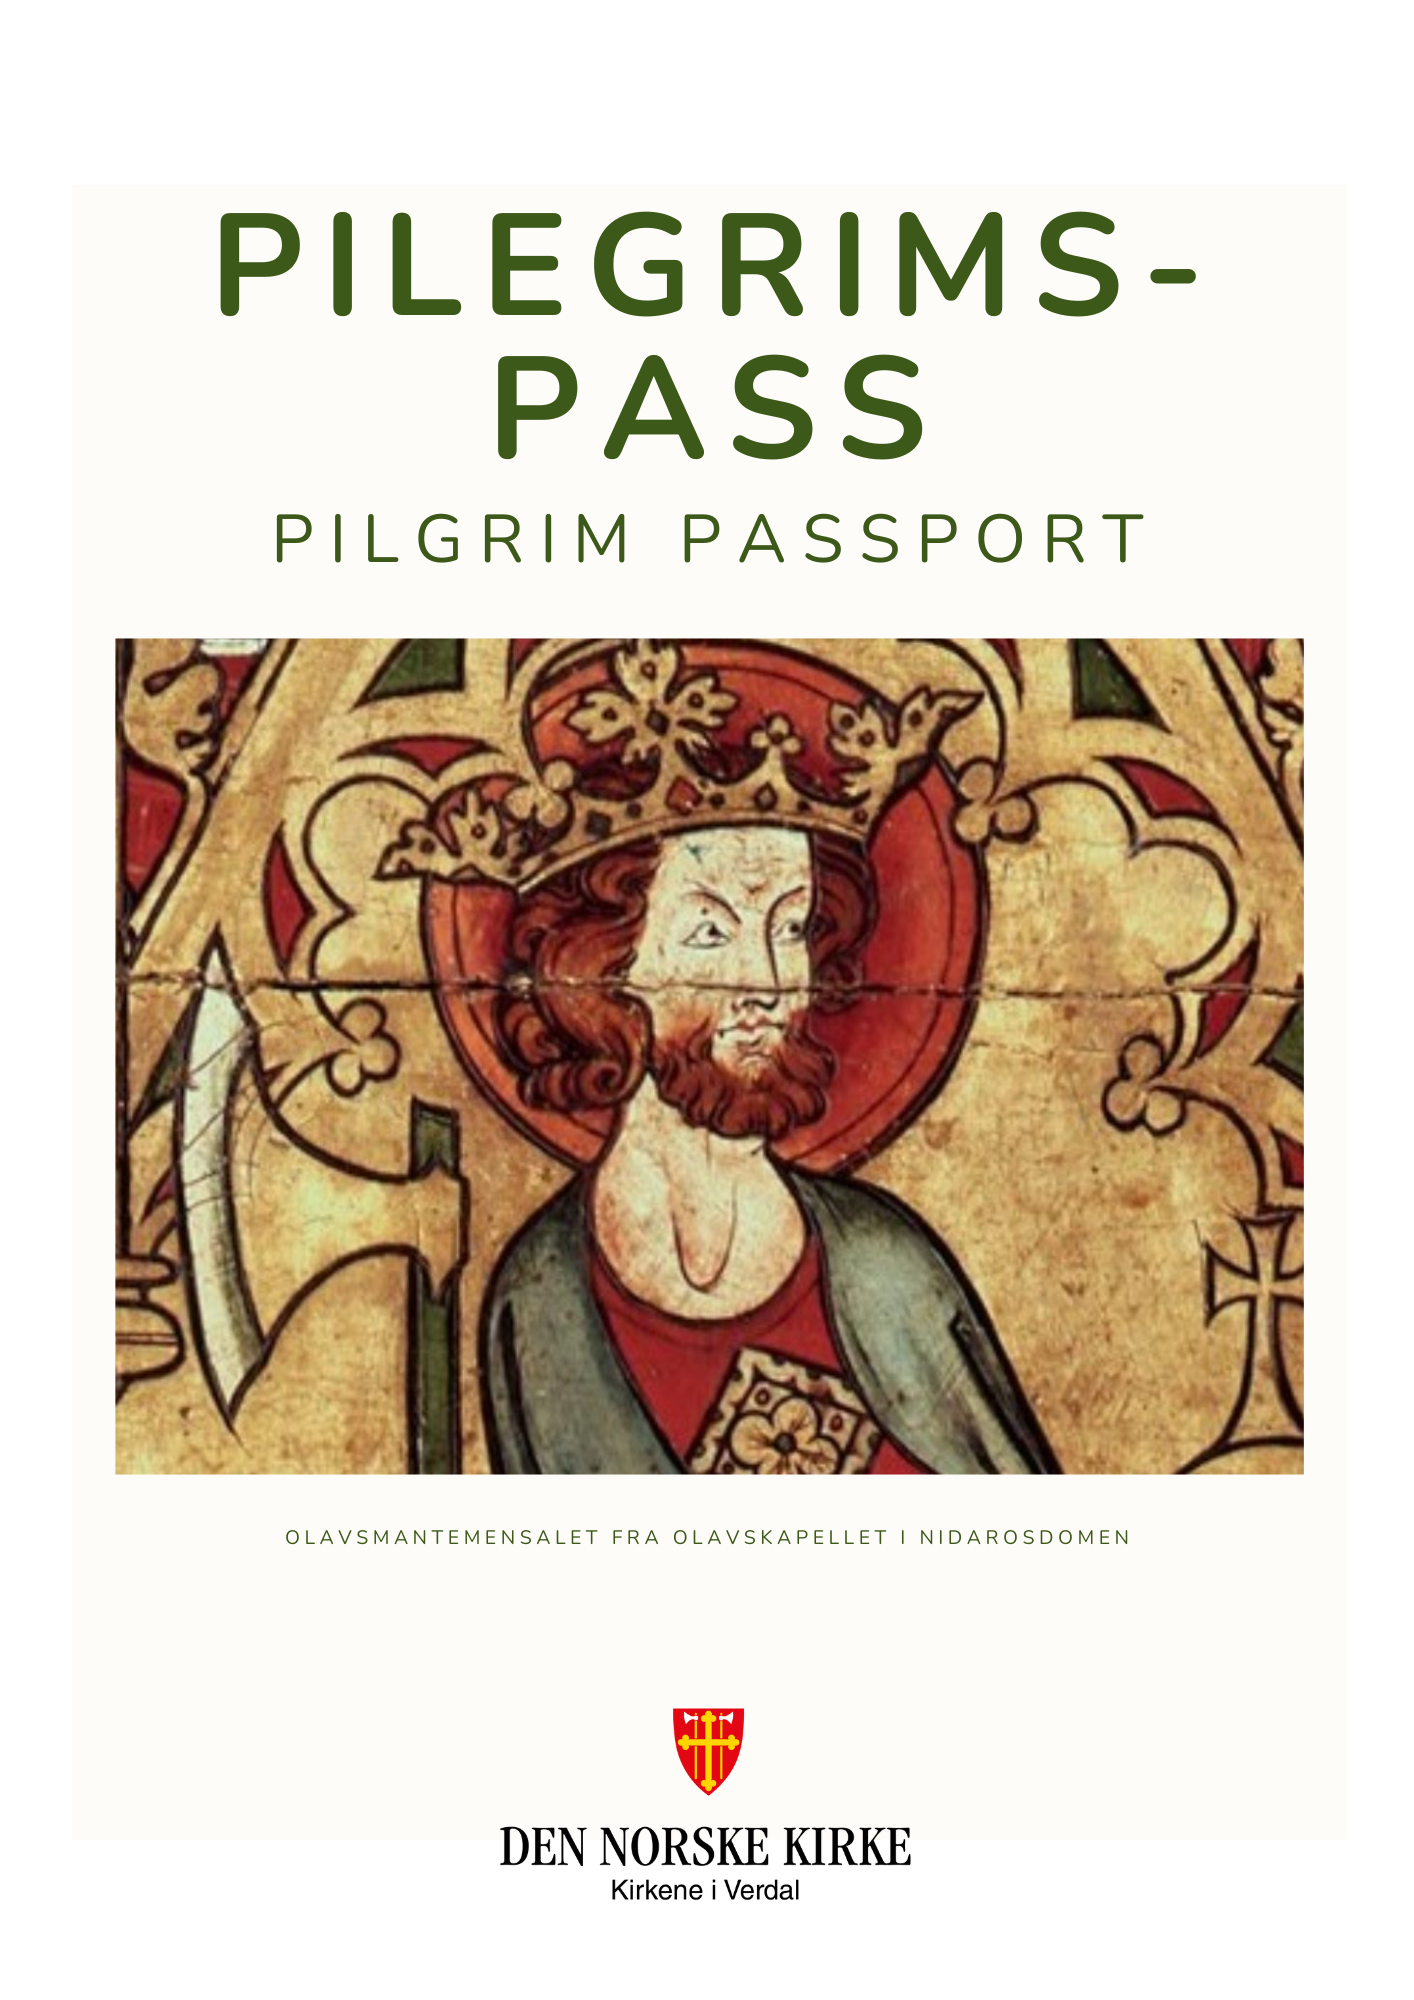 PILEGRIMS-
PASS
PILGRIM PASSPORT
OLAVSMANTEMENSALET FRA OLAVSKAPELLET I NIDAROSDOMEN
DEN NORSKE KIRKE
Kirkene i Verdal